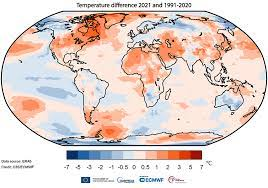 Temperature difference 2021 and 1991-2020
Data source: ERA5
Credit: C3S/ECMWF
-7 -5 -3 -2 -1 -0.5 0 0.5 1 2 3 5 7 °C
ECMWF